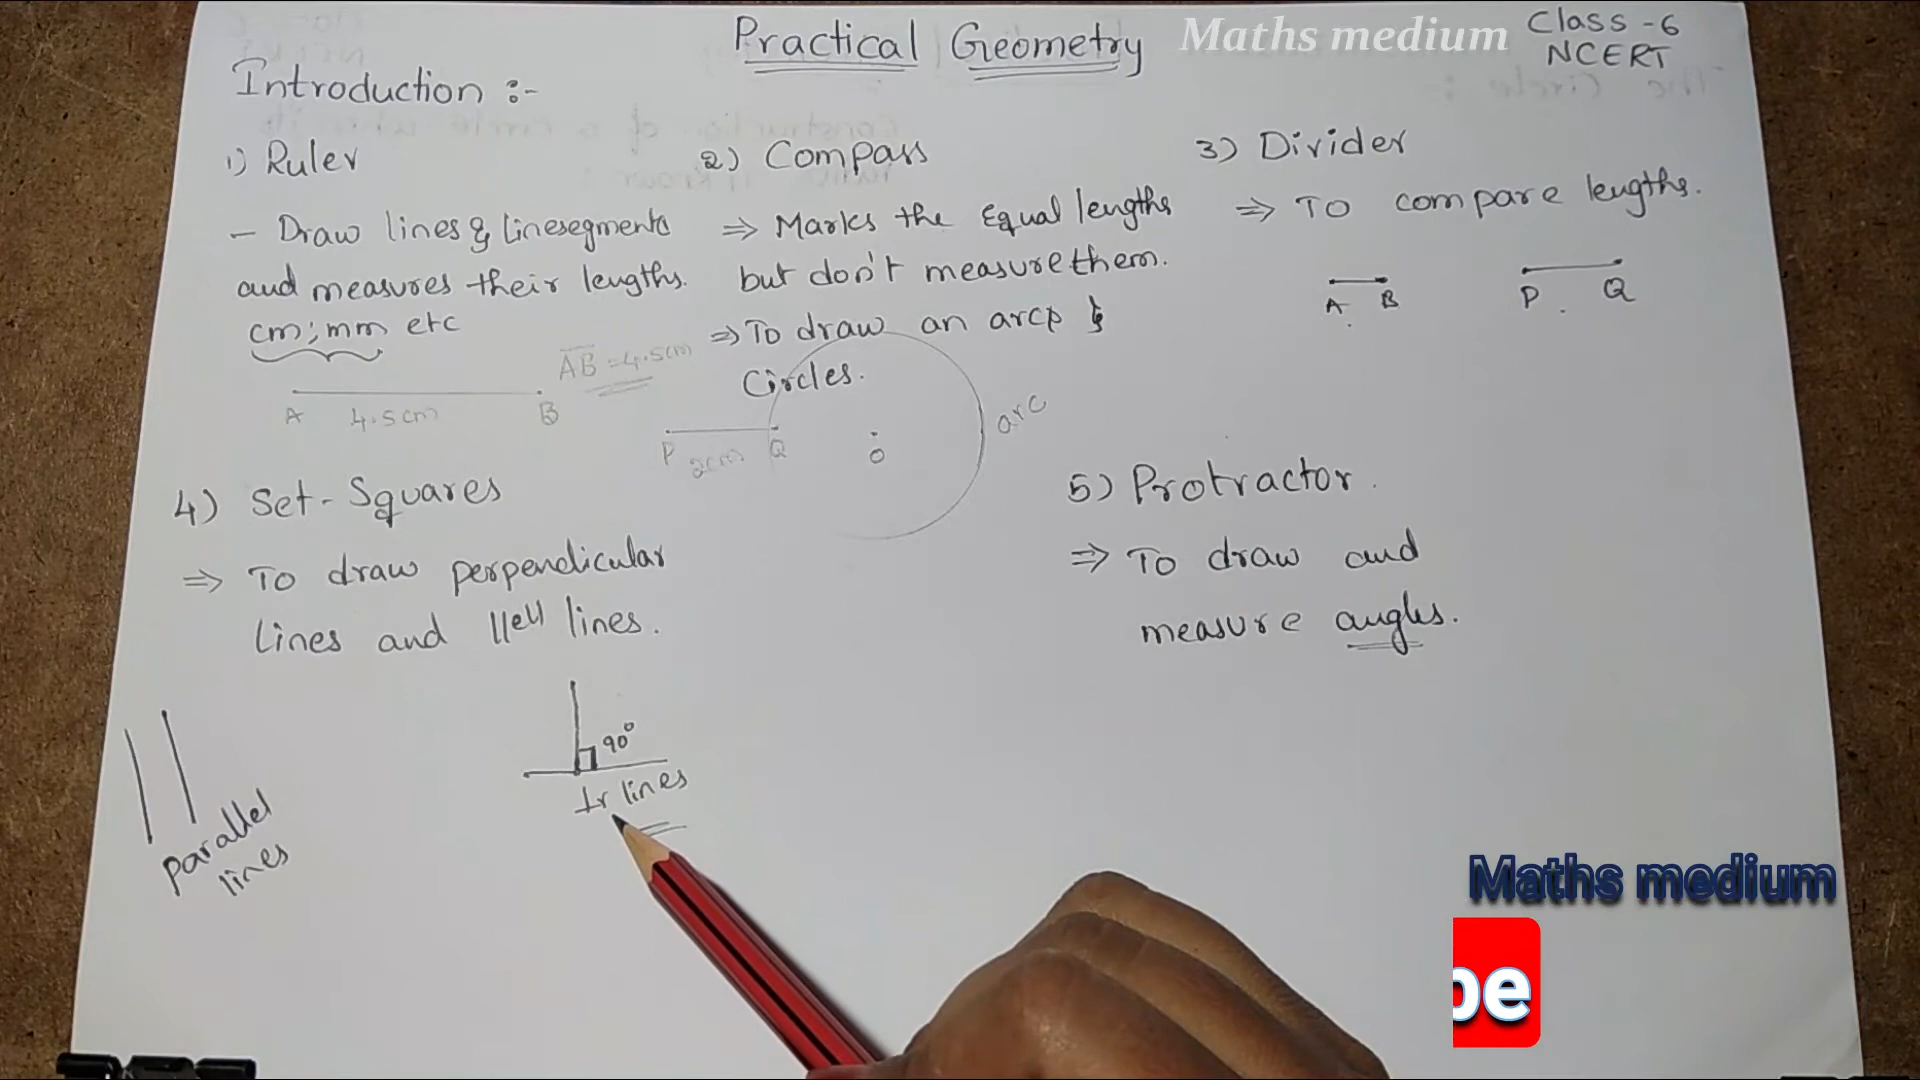 Practical Geometry
Maths medium
Class -6
NCERT
Introduction :-
1) Ruler
- Draw lines & Linesegments
and measures their lengths.
cm; mm etc
AB = 4.5cm
A 4.5cm B
2) Compass
⇒ Marks the Equal lengths
but don't measure them.
⇒ To draw an arcs &
Circles.
P 2cm Q
O
arc
3) Divider
⇒ To compare lengths.
A B P Q
4) Set-Squares
⇒ To draw perpendicular
Lines and llel lines.
90°
⊥r lines
parallel
lines
5) Protractor.
⇒ To draw and
measure angles.
Maths medium
be